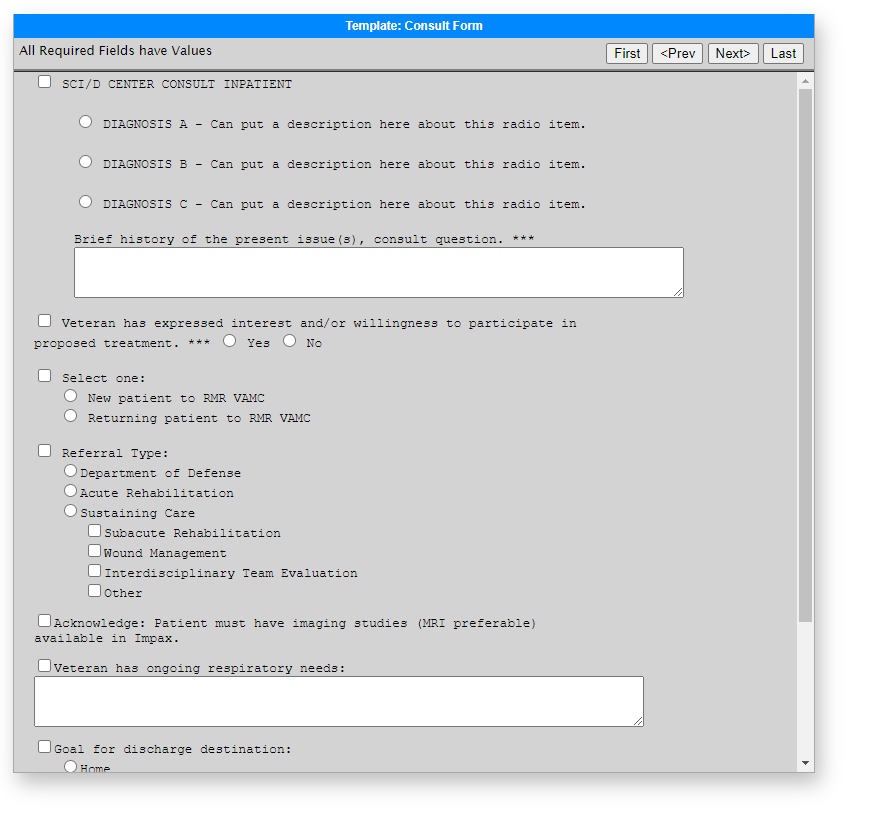 Template: Consult Form
All Required Fields have Values
First <Prev Next> Last
SCI/D CENTER CONSULT INPATIENT
DIAGNOSIS A - Can put a description here about this radio item.
DIAGNOSIS B - Can put a description here about this radio item.
DIAGNOSIS C - Can put a description here about this radio item.
Brief history of the present issue(s), consult question. ***
Veteran has expressed interest and/or willingness to participate in
proposed treatment. *** Yes No
Select one:
New patient to RMR VAMC
Returning patient to RMR VAMC
Referral Type:
Department of Defense
Acute Rehabilitation
Sustaining Care
Subacute Rehabilitation
Wound Management
Interdisciplinary Team Evaluation
Other
Acknowledge: Patient must have imaging studies (MRI preferable)
available in Impax.
Veteran has ongoing respiratory needs:
Goal for discharge destination:
Home